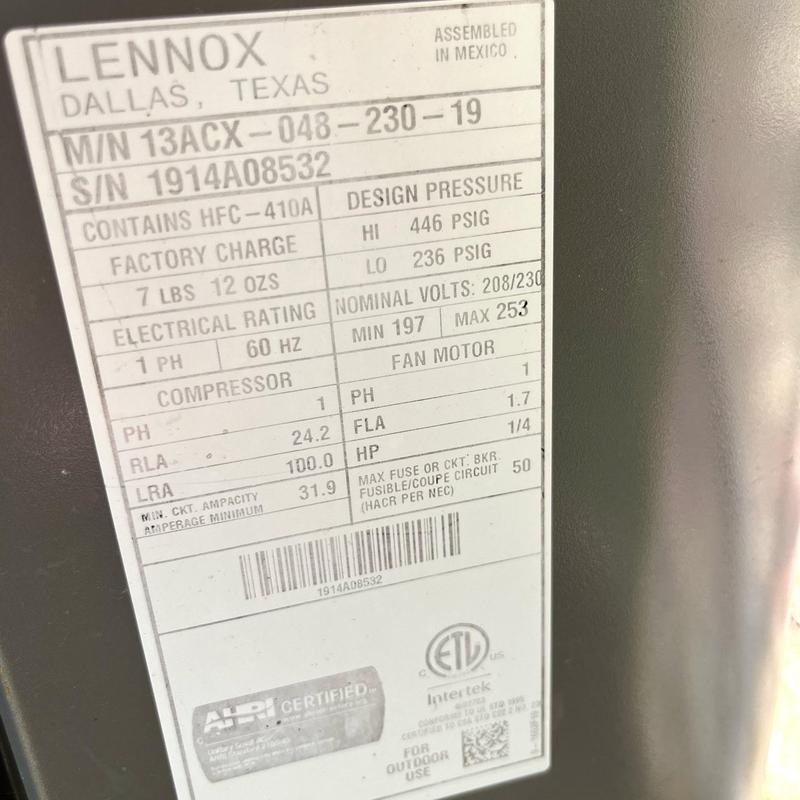 LENNOX
DALLAS, TEXAS
ASSEMBLED
IN MEXICO
M/N 13ACX-048-230-19
S/N 1914A08532
CONTAINS HFC-410A
FACTORY CHARGE
7 LBS 12 OZS
DESIGN PRESSURE
HI 446 PSIG
LO 236 PSIG
ELECTRICAL RATING
1 PH 60 HZ
NOMINAL VOLTS: 208/230
MIN 197 MAX 253
COMPRESSOR
PH 1
RLA 24.2
LRA 100.0
MIN. CKT. AMPACITY
AMPERAGE MINIMUM
31.9
FAN MOTOR
PH 1
FLA 1.7
HP 1/4
MAX FUSE OR CKT. BKR.
FUSIBLE/COUPE CIRCUIT
(HACR PER NEC)
50
1914A08532
AHRI CERTIFIED
C ETL US
Intertek
FOR
OUTDOOR
USE